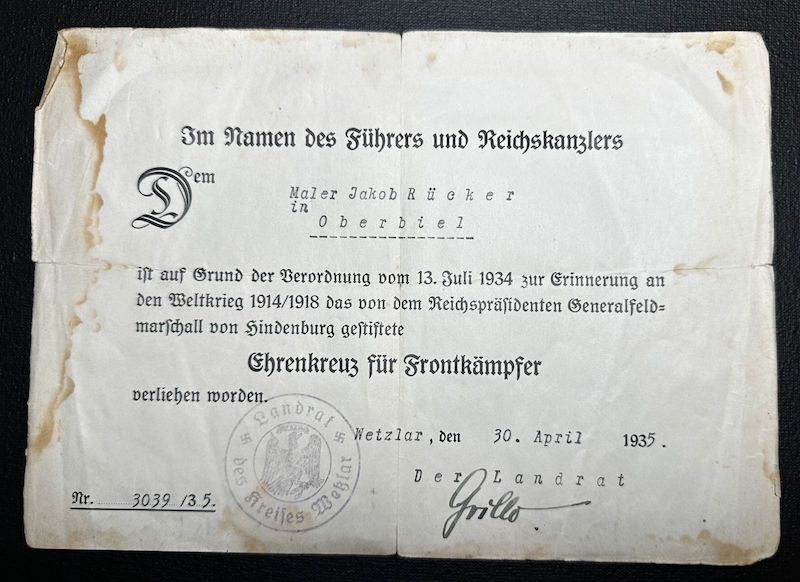 Im Namen des Führers und Reichskanzlers
Dem
Maler Jakob Rücker
in
Oberbiel
ist auf Grund der Verordnung vom 13. Juli 1934 zur Erinnerung an
den Weltkrieg 1914/1918 das von dem Reichspräsidenten Generalfeld=
marschall von Hindenburg gestiftete
Ehrenkreuz für Frontkämpfer
verliehen worden.
Landrat
des Kreises Wetzlar
Wetzlar, den 30. April 1935.
Der Landrat
Grillo
Nr. 3039 /35.